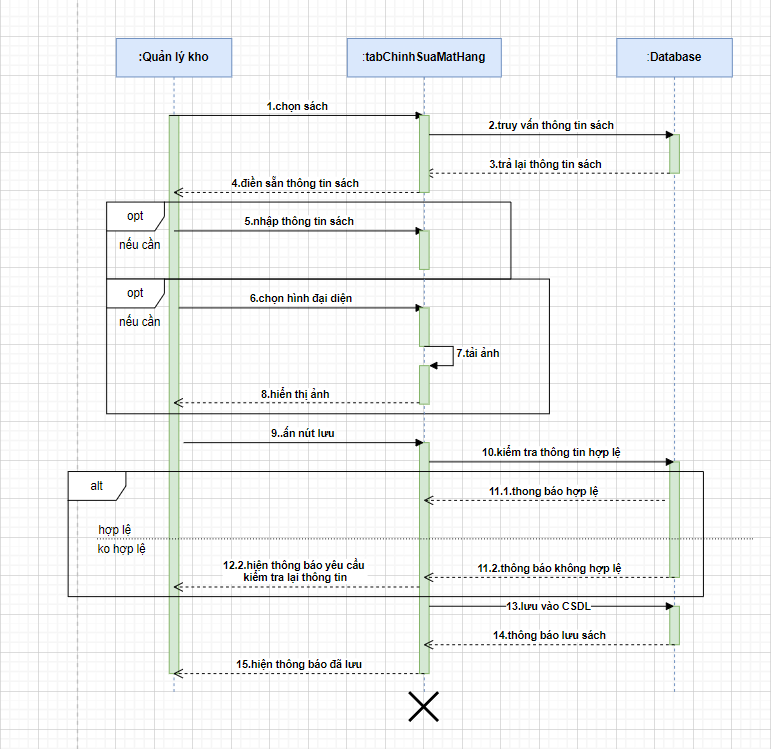 :Quản lý kho
:tabChinhSuaMatHang
:Database
1.chọn sách
2.truy vấn thông tin sách
3.trả lại thông tin sách
4.điền sẵn thông tin sách
opt
5.nhập thông tin sách
nếu cần
opt
6.chọn hình đại diện
nếu cần
7.tải ảnh
8.hiển thị ảnh
9..ấn nút lưu
10.kiểm tra thông tin hợp lệ
alt
11.1.thong báo hợp lệ
hợp lệ
ko hợp lệ
12.2.hiện thông báo yêu cầu
kiểm tra lại thông tin
11.2.thông báo không hợp lệ
13.lưu vào CSDL
14.thông báo lưu sách
15.hiện thông báo đã lưu